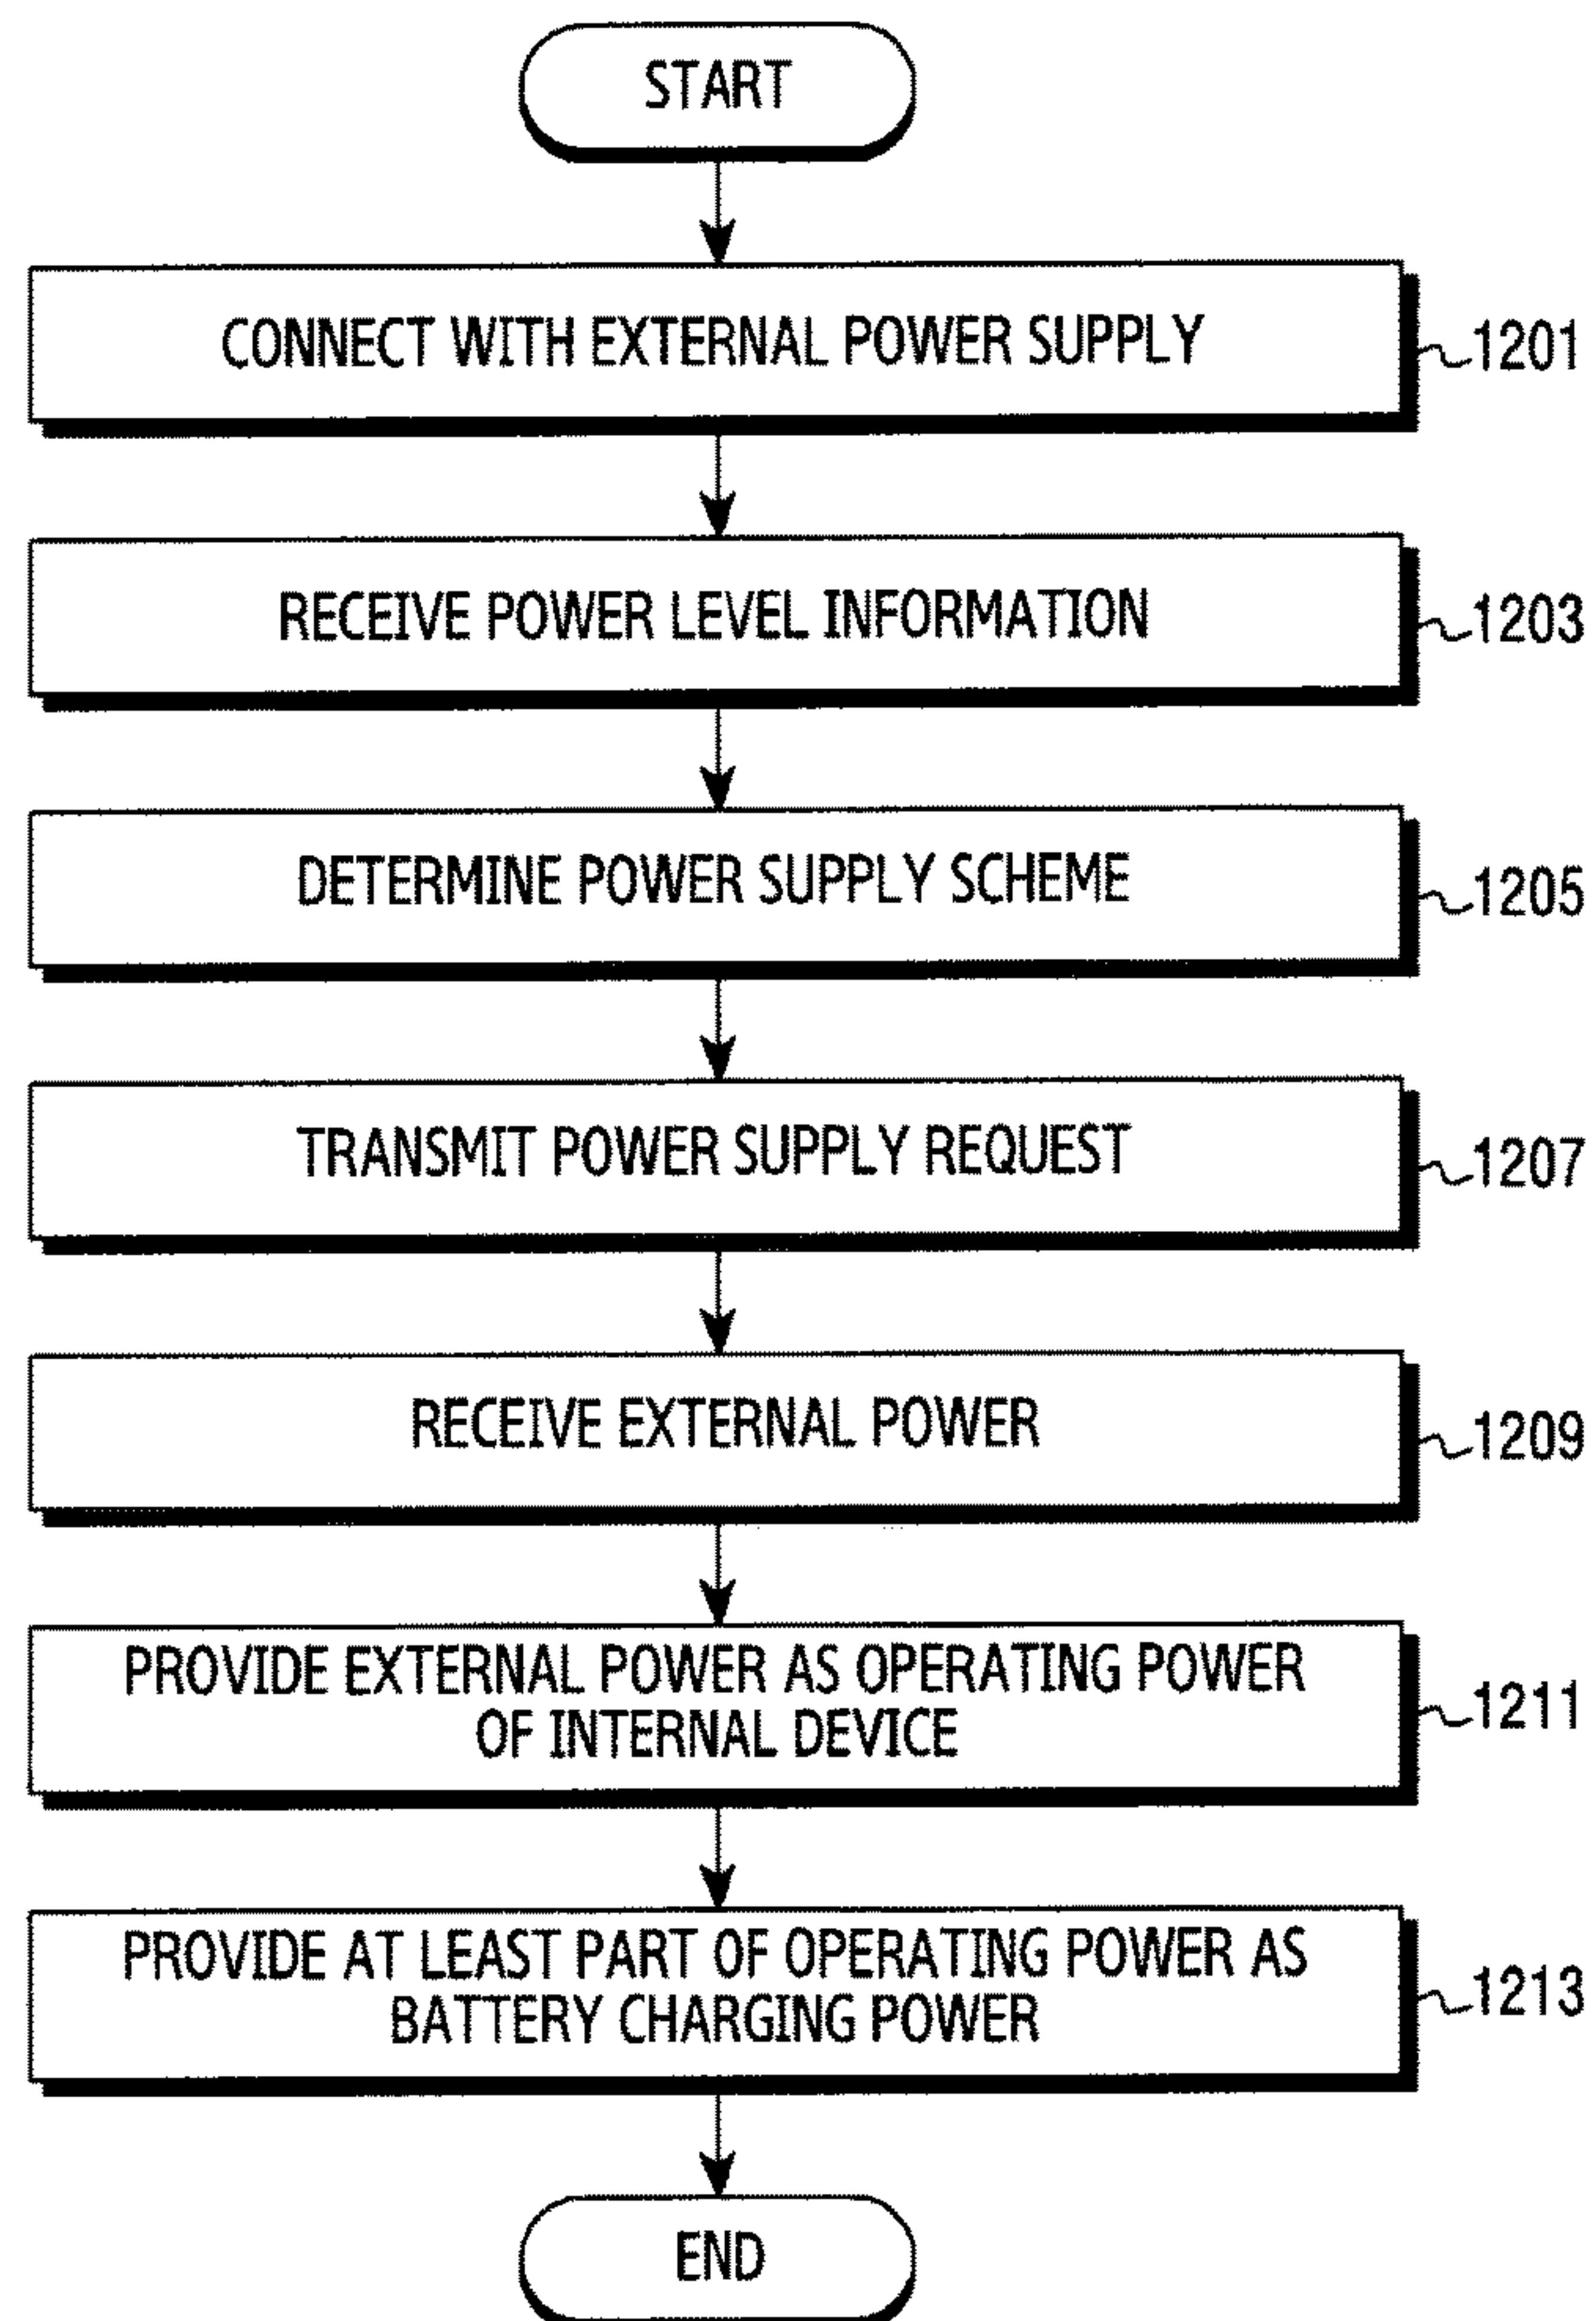 START
CONNECT WITH EXTERNAL POWER SUPPLY
1201
RECEIVE POWER LEVEL INFORMATION
1203
DETERMINE POWER SUPPLY SCHEME
1205
TRANSMIT POWER SUPPLY REQUEST
1207
RECEIVE EXTERNAL POWER
1209
PROVIDE EXTERNAL POWER AS OPERATING POWER
OF INTERNAL DEVICE
1211
PROVIDE AT LEAST PART OF OPERATING POWER AS
BATTERY CHARGING POWER
1213
END